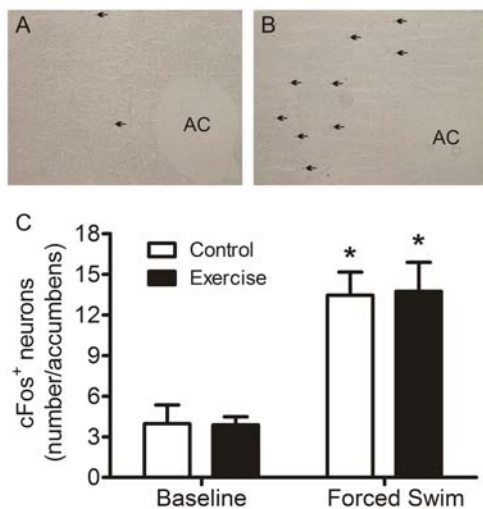 A
B
AC
AC
C
18
15
12
9
6
3
0
cFos⁺ neurons
(number/accumbens)
Control
Exercise
*
*
Baseline
Forced Swim